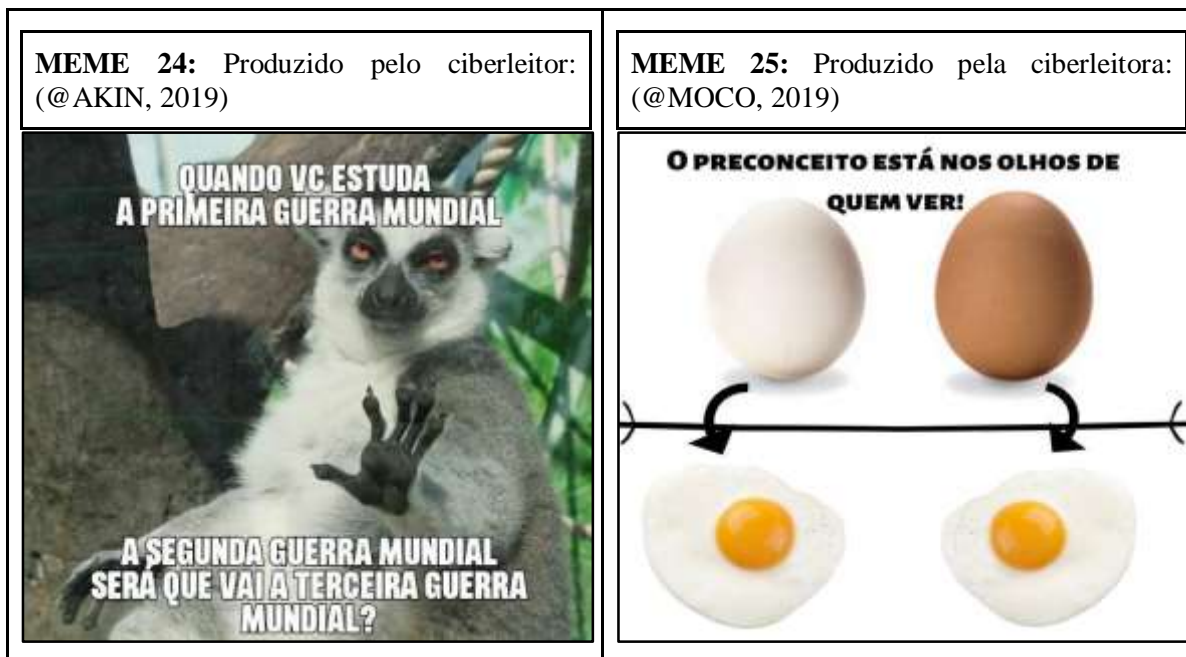 MEME 24: Produzido pelo ciberleitor:
(@AKIN, 2019)
QUANDO VC ESTUDA
A PRIMEIRA GUERRA MUNDIAL
A SEGUNDA GUERRA MUNDIAL
SERÁ QUE VAI A TERCEIRA GUERRA
MUNDIAL?
MEME 25: Produzido pela ciberleitora:
(@MOCO, 2019)
O PRECONCEITO ESTÁ NOS OLHOS DE
QUEM VER!